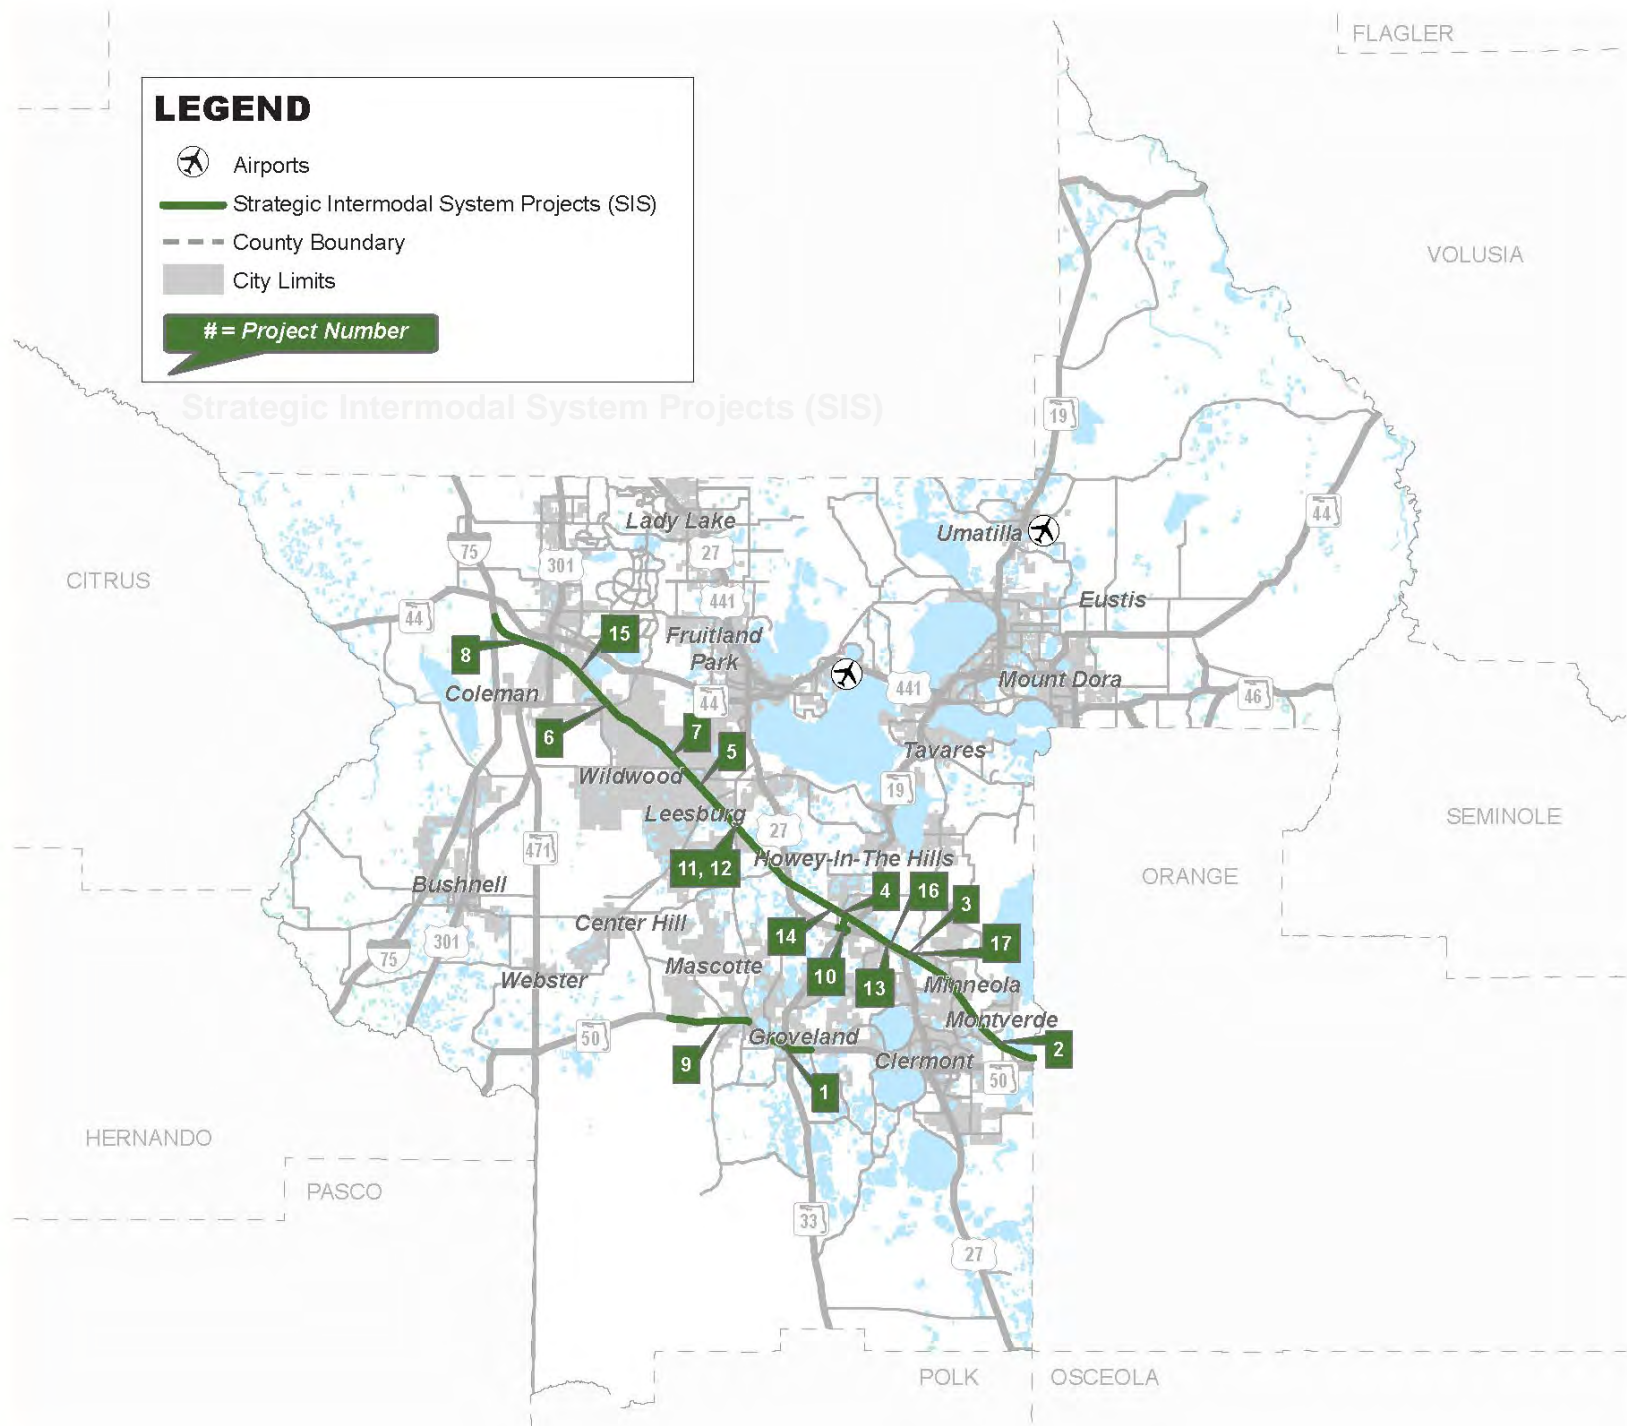 FLAGLER
LEGEND
Airports
Strategic Intermodal System Projects (SIS)
County Boundary
City Limits
# = Project Number
Strategic Intermodal System Projects (SIS)
VOLUSIA
19
44
Lady Lake
Umatilla
75
27
301
CITRUS
441
Eustis
44
15
Fruitland
Park
8
Mount Dora
441
Coleman
44
46
6
7
5
Tavares
Wildwood
19
Leesburg
SEMINOLE
27
471
Howey-In-The Hills
11, 12
ORANGE
Bushnell
4
16
3
Center Hill
14
17
301
75
Mascotte
10
13
Webster
Minneola
Montverde
50
Groveland
2
9
Clermont
50
1
HERNANDO
PASCO
33
27
POLK
OSCEOLA